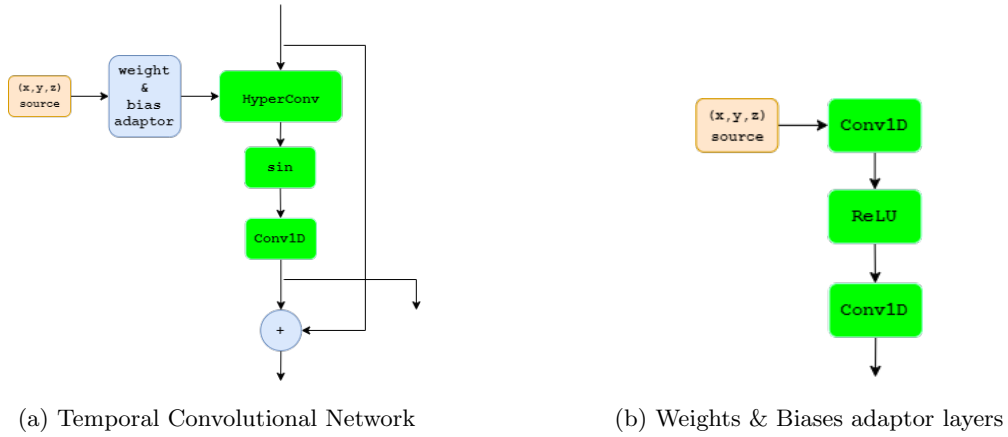 (x,y,z)
source
weight
&
bias
adaptor
HyperConv
sin
Conv1D
+
(a) Temporal Convolutional Network
(x,y,z)
source
Conv1D
ReLU
Conv1D
(b) Weights & Biases adaptor layers